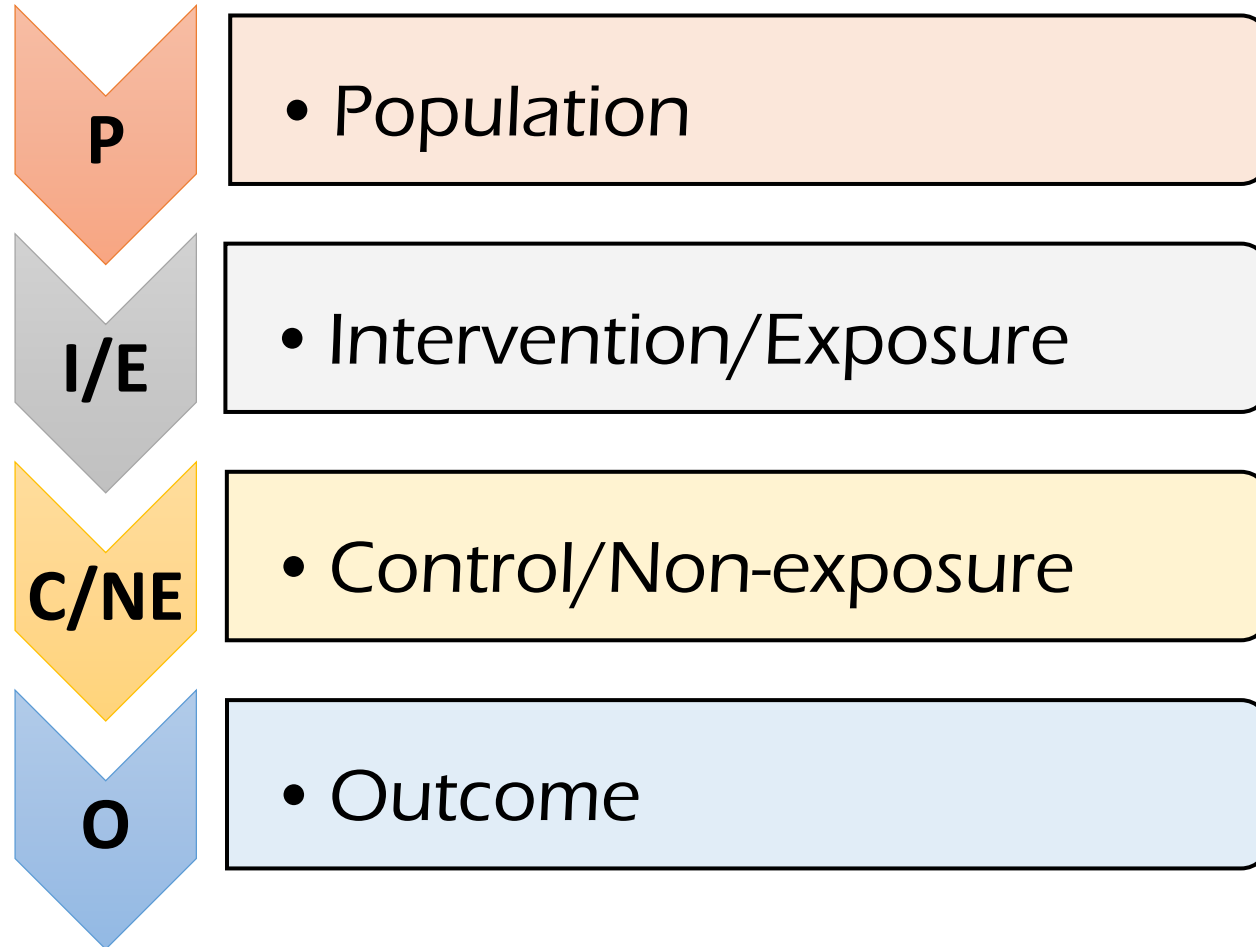 P
• Population
I/E
• Intervention/Exposure
C/NE
• Control/Non-exposure
O
• Outcome